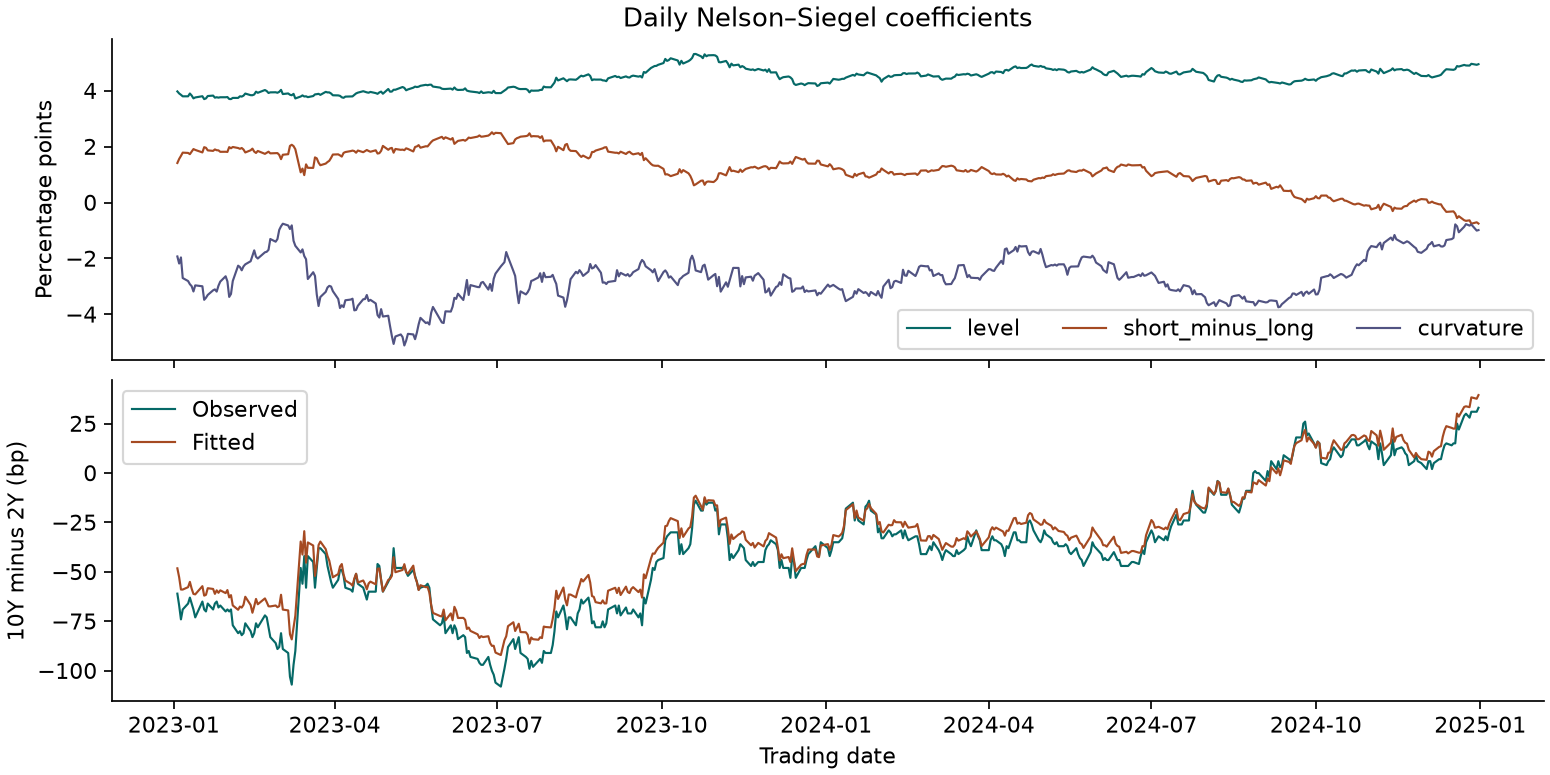 Daily Nelson–Siegel coefficients
Percentage points
4
2
0
−2
−4
level short_minus_long curvature
10Y minus 2Y (bp)
Observed
Fitted
25
0
−25
−50
−75
−100
2023-01 2023-04 2023-07 2023-10 2024-01 2024-04 2024-07 2024-10 2025-01
Trading date